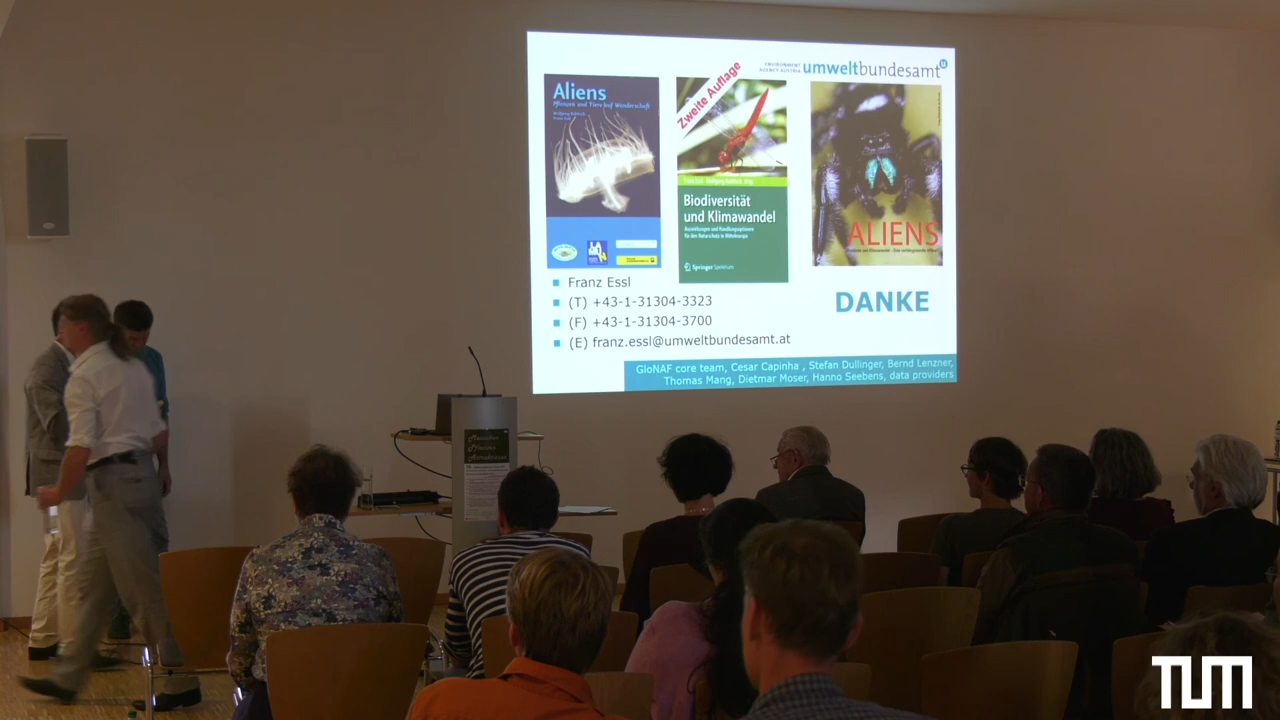 ENVIRONMENT
AGENCY AUSTRIA umweltbundesamt
Aliens
Pflanzen und Tiere auf Wanderschaft
Zweite Auflage
Biodiversität
und Klimawandel
Auswirkungen und Handlungsoptionen
für den Naturschutz in Mitteleuropa
Springer Spektrum
ALIENS
Franz Essl
(T) +43-1-31304-3323
(F) +43-1-31304-3700
(E) franz.essl@umweltbundesamt.at
DANKE
GloNAF core team, Cesar Capinha , Stefan Dullinger, Bernd Lenzner,
Thomas Mang, Dietmar Moser, Hanno Seebens, data providers
TUM